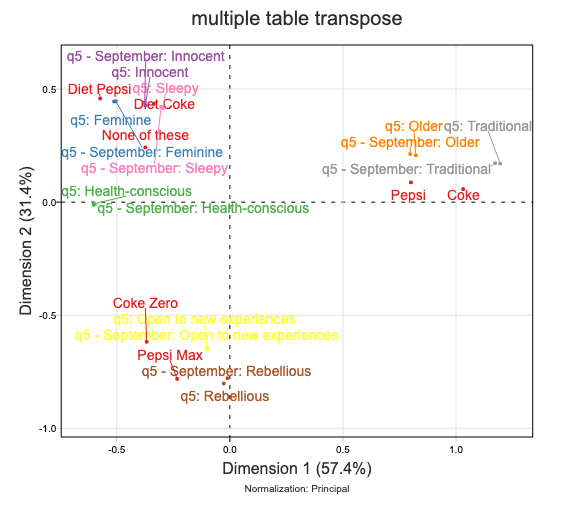 multiple table transpose
q5 - September: Innocent
q5: Innocent
Diet Pepsi
q5: Sleepy
Diet Coke
q5: Feminine
None of these
q5: Older
q5: Traditional
q5 - September: Older
q5 - September: Feminine
q5 - September: Sleepy
q5 - September: Traditional
q5: Health-conscious
Pepsi
Coke
q5 - September: Health-conscious
Coke Zero
q5: Open to new experiences
q5 - September: Open to new experiences
Pepsi Max
q5 - September: Rebellious
q5: Rebellious
0.5
0.0
-0.5
-1.0
Dimension 2 (31.4%)
-0.5
0.0
0.5
1.0
Dimension 1 (57.4%)
Normalization: Principal